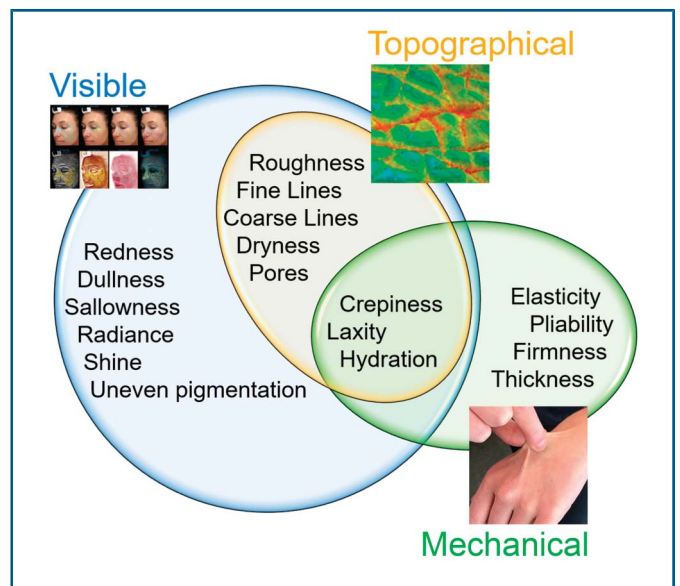 Topographical
Visible
Roughness
Fine Lines
Coarse Lines
Dryness
Pores
Redness
Dullness
Sallowness
Radiance
Shine
Uneven pigmentation
Crepiness
Laxity
Hydration
Elasticity
Pliability
Firmness
Thickness
Mechanical